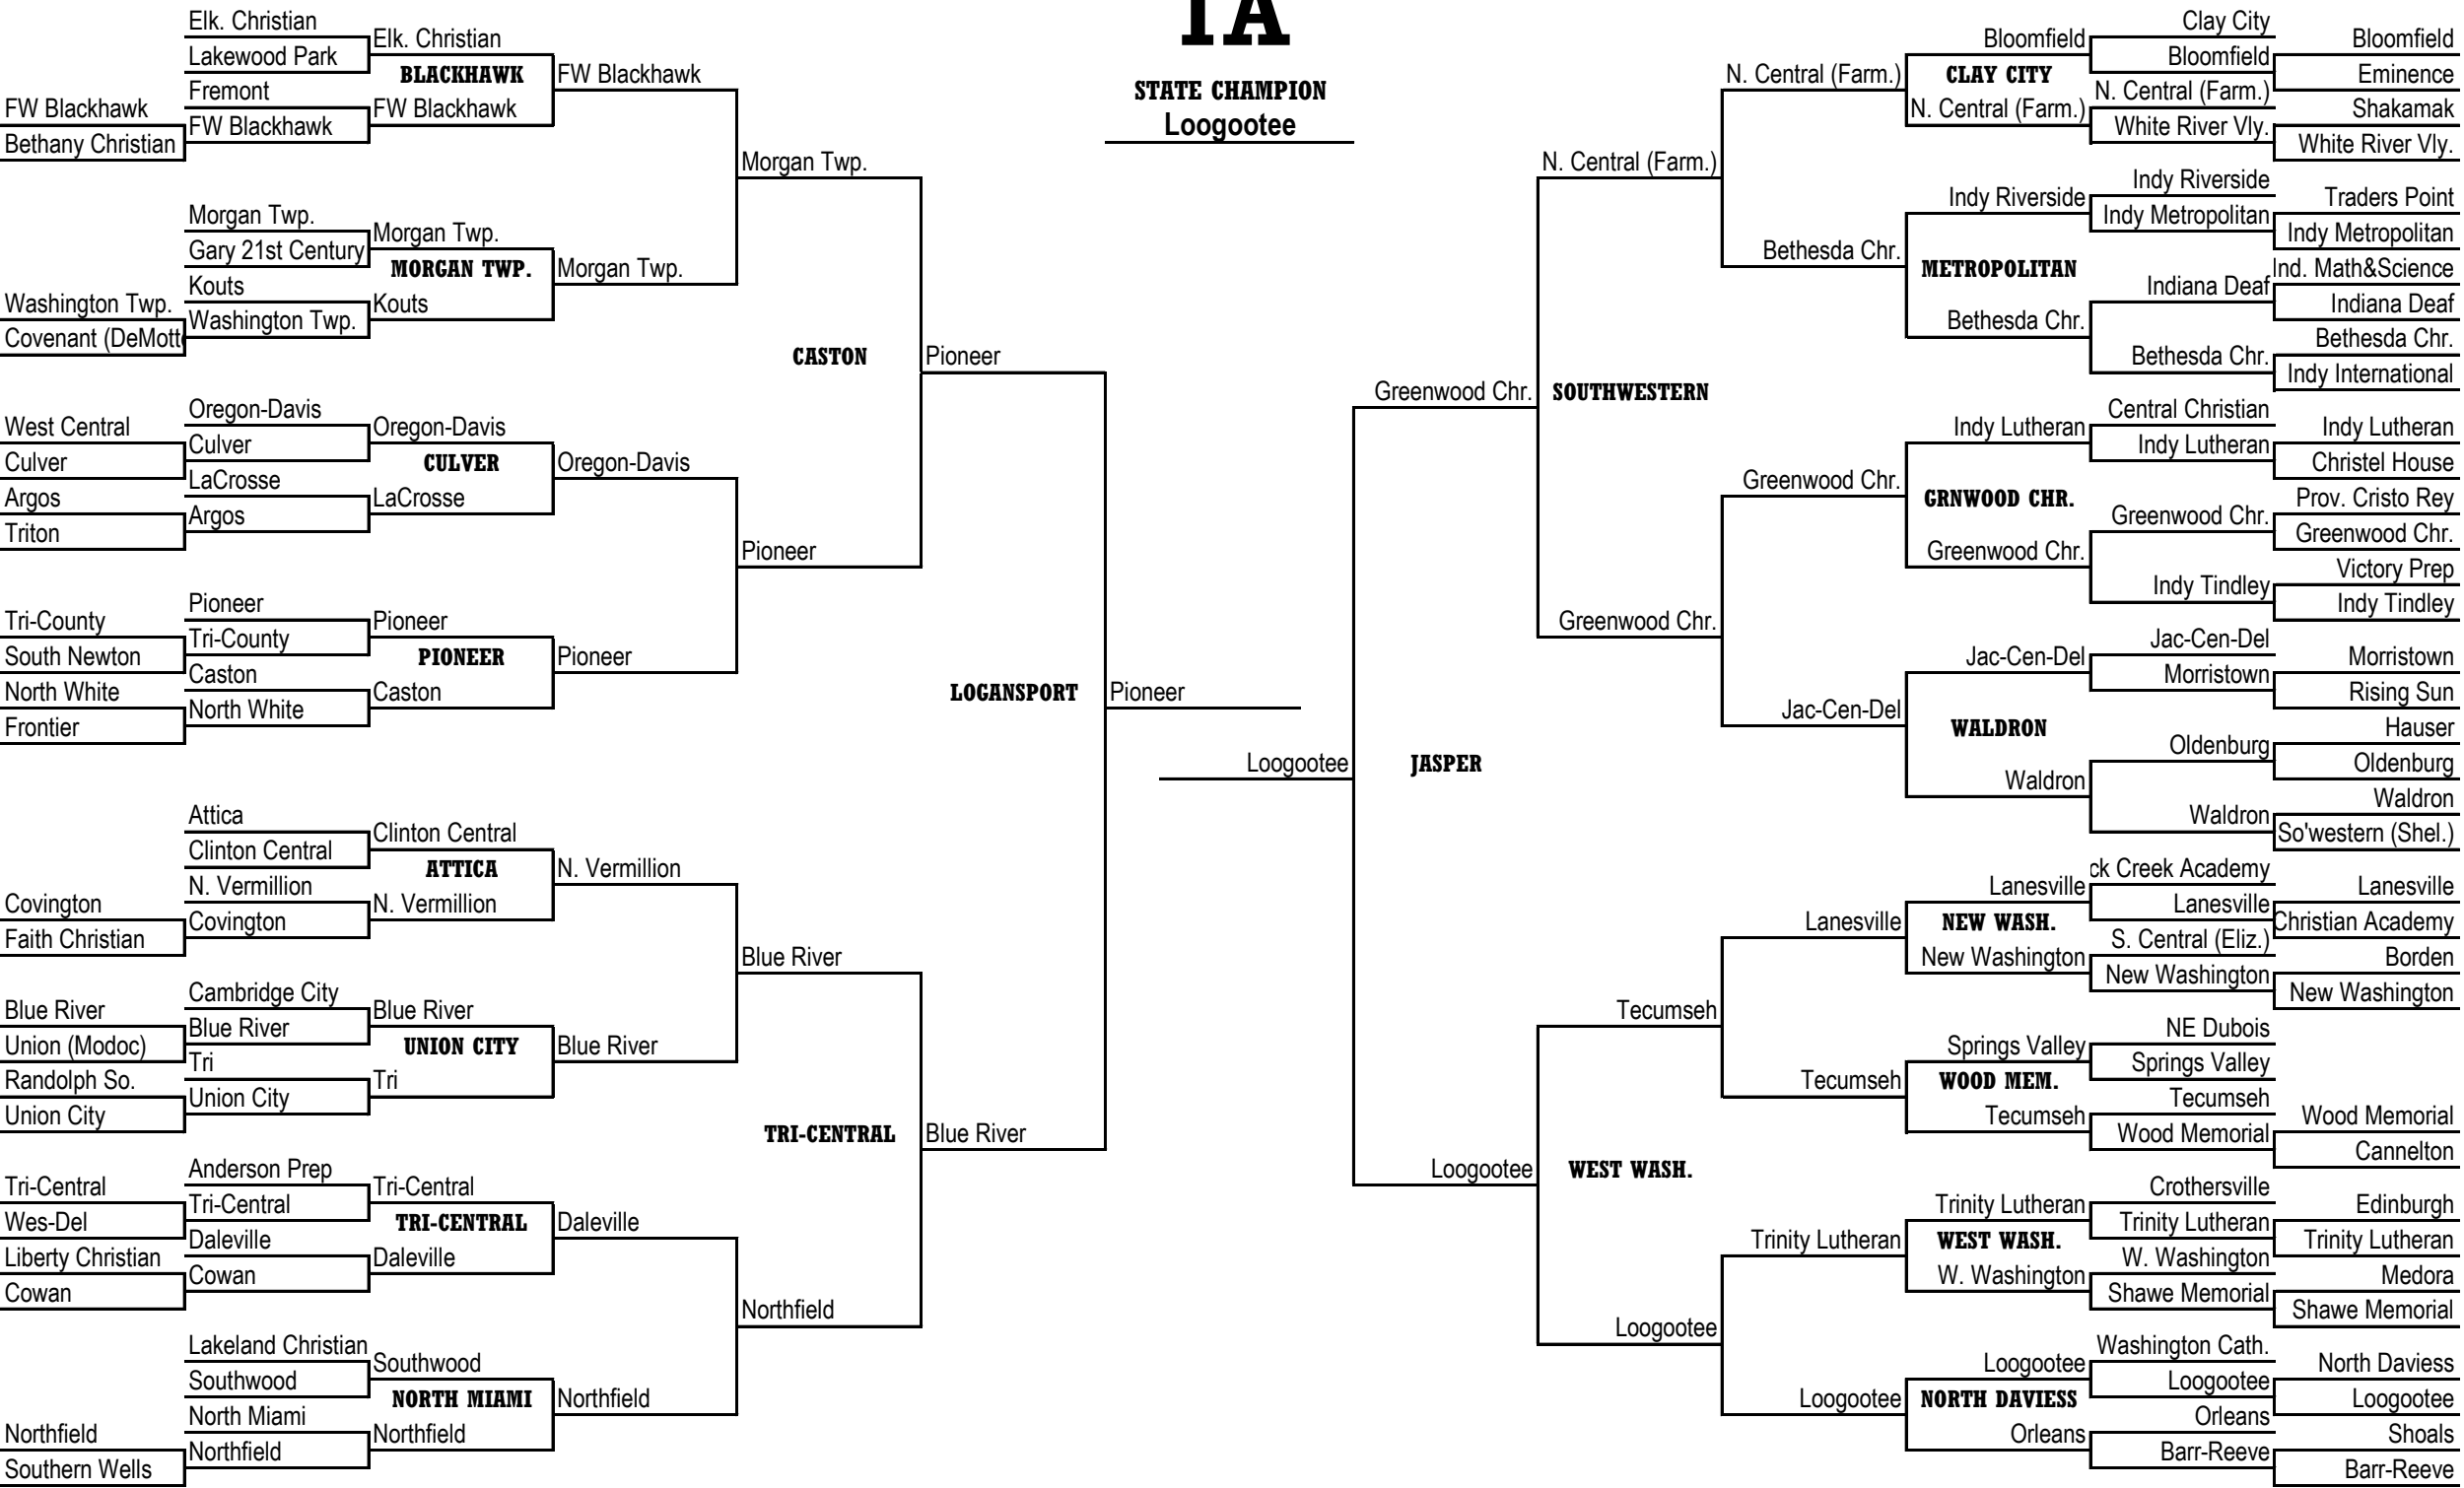 1A
STATE CHAMPION
Loogootee
FW Blackhawk
Bethany Christian
Washington Twp.
Covenant (DeMott
West Central
Culver
Argos
Triton
Tri-County
South Newton
North White
Frontier
Covington
Faith Christian
Blue River
Union (Modoc)
Randolph So.
Union City
Tri-Central
Wes-Del
Liberty Christian
Cowan
Northfield
Southern Wells
Elk. Christian
Lakewood Park
Fremont
FW Blackhawk
Morgan Twp.
Gary 21st Century
Kouts
Washington Twp.
Oregon-Davis
Culver
LaCrosse
Argos
Pioneer
Tri-County
Caston
North White
Attica
Clinton Central
N. Vermillion
Covington
Cambridge City
Blue River
Tri
Union City
Anderson Prep
Tri-Central
Daleville
Cowan
Lakeland Christian
Southwood
North Miami
Northfield
Elk. Christian
BLACKHAWK
FW Blackhawk
Morgan Twp.
MORGAN TWP.
Kouts
Oregon-Davis
CULVER
LaCrosse
Pioneer
PIONEER
Caston
Clinton Central
ATTICA
N. Vermillion
Blue River
UNION CITY
Tri
Tri-Central
TRI-CENTRAL
Daleville
Southwood
NORTH MIAMI
Northfield
FW Blackhawk
Morgan Twp.
Oregon-Davis
Pioneer
N. Vermillion
Blue River
Daleville
Northfield
Morgan Twp.
CASTON
Pioneer
Blue River
TRI-CENTRAL
Northfield
Pioneer
LOGANSPORT
Blue River
Pioneer
Loogootee
Greenwood Chr.
JASPER
Loogootee
N. Central (Farm.)
SOUTHWESTERN
Greenwood Chr.
Tecumseh
WEST WASH.
Loogootee
N. Central (Farm.)
Bethesda Chr.
Greenwood Chr.
Jac-Cen-Del
Lanesville
Tecumseh
Trinity Lutheran
Loogootee
Bloomfield
CLAY CITY
N. Central (Farm.)
Indy Riverside
METROPOLITAN
Bethesda Chr.
Indy Lutheran
GRNWOOD CHR.
Greenwood Chr.
Jac-Cen-Del
WALDRON
Waldron
Lanesville
NEW WASH.
New Washington
Springs Valley
WOOD MEM.
Tecumseh
Trinity Lutheran
WEST WASH.
W. Washington
Loogootee
NORTH DAVIESS
Orleans
Clay City
Bloomfield
N. Central (Farm.)
White River Vly.
Indy Riverside
Indy Metropolitan
Indiana Deaf
Bethesda Chr.
Central Christian
Indy Lutheran
Greenwood Chr.
Indy Tindley
Jac-Cen-Del
Morristown
Oldenburg
Waldron
ck Creek Academy
Lanesville
S. Central (Eliz.)
New Washington
NE Dubois
Springs Valley
Tecumseh
Wood Memorial
Crothersville
Trinity Lutheran
W. Washington
Shawe Memorial
Washington Cath.
Loogootee
Orleans
Barr-Reeve
Bloomfield
Eminence
Shakamak
White River Vly.
Traders Point
Indy Metropolitan
Ind. Math&Science
Indiana Deaf
Bethesda Chr.
Indy International
Indy Lutheran
Christel House
Prov. Cristo Rey
Greenwood Chr.
Victory Prep
Indy Tindley
Morristown
Rising Sun
Hauser
Oldenburg
Waldron
So'western (Shel.)
Lanesville
Christian Academy
Borden
New Washington
Wood Memorial
Cannelton
Edinburgh
Trinity Lutheran
Medora
Shawe Memorial
North Daviess
Loogootee
Shoals
Barr-Reeve